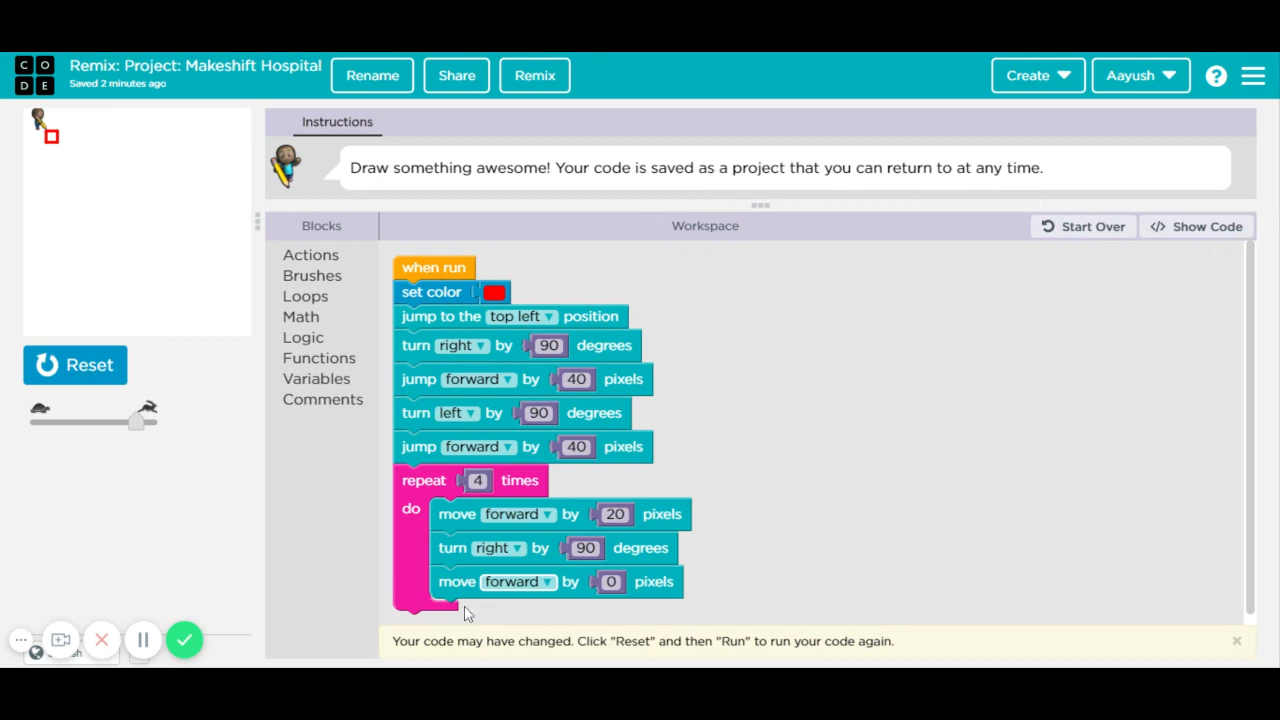 C O
D E
Remix: Project: Makeshift Hospital
Saved 2 minutes ago
Rename
Share
Remix
Create
Aayush
?
Instructions
Draw something awesome! Your code is saved as a project that you can return to at any time.
Blocks
Workspace
Start Over
</> Show Code
Reset
Actions
Brushes
Loops
Math
Logic
Functions
Variables
Comments
when run
set color
jump to the top left position
turn right by 90 degrees
jump forward by 40 pixels
turn left by 90 degrees
jump forward by 40 pixels
repeat 4 times
do
move forward by 20 pixels
turn right by 90 degrees
move forward by 0 pixels
Your code may have changed. Click "Reset" and then "Run" to run your code again.